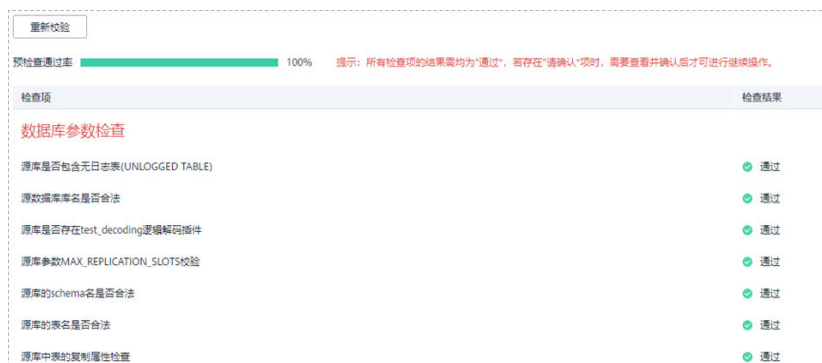 重新校验
预检查通过率 100% 提示：所有检查项的结果需均为“通过”，若存在“请确认”项时，需要查看并确认后才可进行继续操作。
检查项 检查结果
数据库参数检查
源库是否包含无日志表(UNLOGGED TABLE) 通过
源数据库库名是否合法 通过
源库是否存在test_decoding逻辑解码插件 通过
源库参数MAX_REPLICATION_SLOTS校验 通过
源库的schema名是否合法 通过
源库的表名是否合法 通过
源库中表的复制属性检查 通过